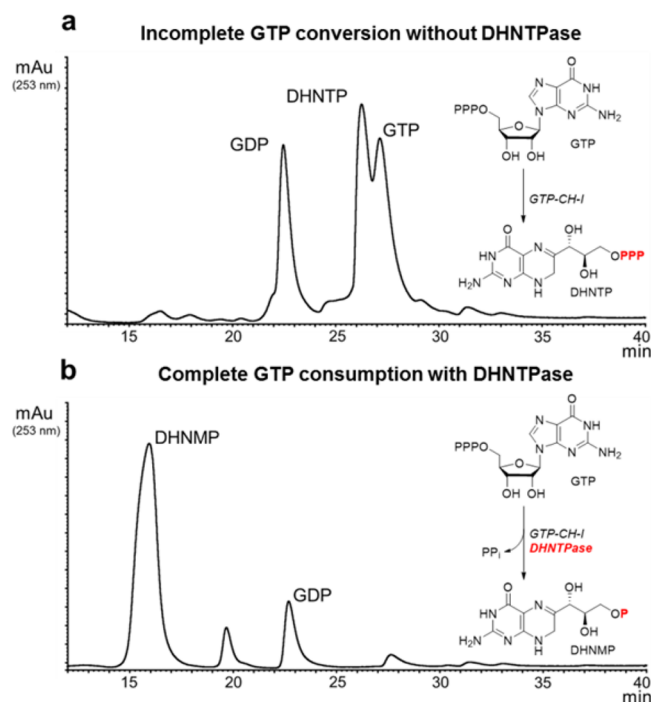 a
Incomplete GTP conversion without DHNTPase
mAu
(253 nm)
GDP
DHNTP
GTP
PPPO
O
OH OH
N
N
O
NH
N
NH₂
GTP
GTP-CH-I
O
HN
H₂N
N
N
N
H
OH
OH
OPPP
DHNTP
15 20 25 30 35 40
min
b
Complete GTP consumption with DHNTPase
mAu
(253 nm)
DHNMP
GDP
PPPO
O
OH OH
N
N
O
NH
N
NH₂
GTP
PPi
GTP-CH-I
DHNTPase
O
HN
H₂N
N
N
N
H
OH
OH
OP
DHNMP
15 20 25 30 35 40
min